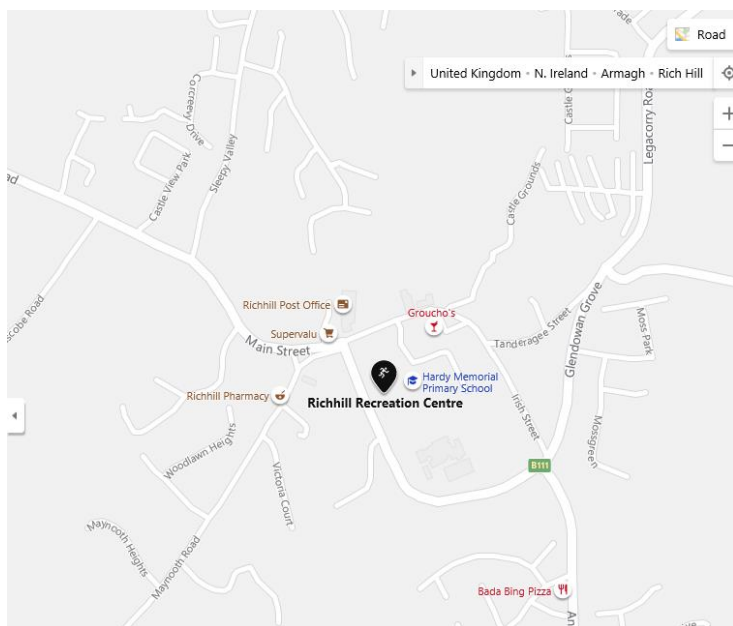 Road
United Kingdom · N. Ireland · Armagh · Rich Hill
Corcreevy Drive
Castle View Park
Sleepy Valley
Castle Grounds
Legacorry Road
Richhill Post Office
Supervalu
Main Street
Groucho's
Tanderagee Street
Glendowan Grove
Moss Park
Hardy Memorial
Primary School
Richhill Pharmacy
Richhill Recreation Centre
Irish Street
Mossgreen
Woodlawn Heights
Victoria Court
B111
Maynooth Heights
Maynooth Road
Bada Bing Pizza